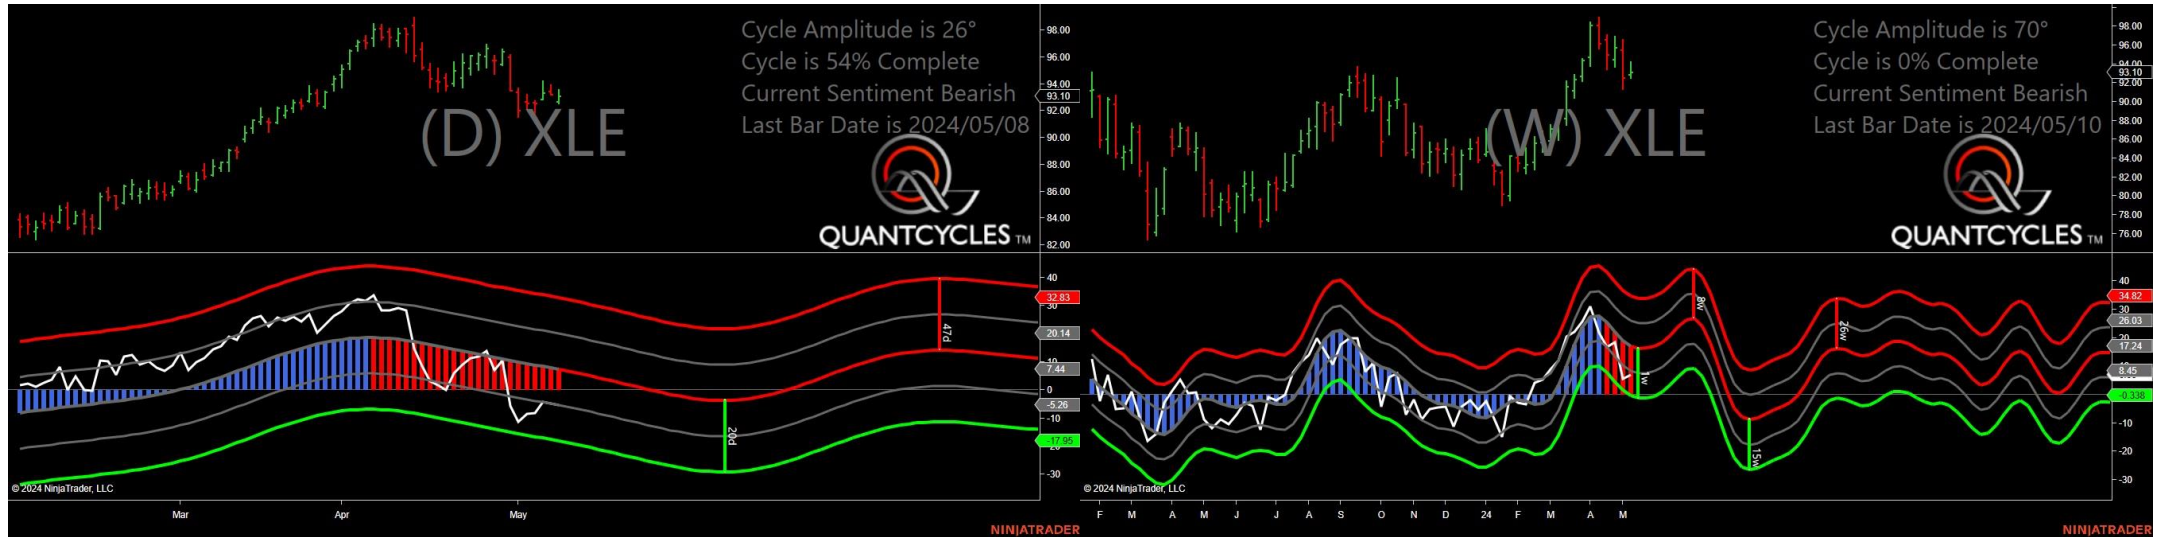 Cycle Amplitude is 26°
Cycle is 54% Complete
Current Sentiment Bearish
Last Bar Date is 2024/05/08
(D) XLE
QUANTCYCLES TM
98.00
96.00
94.00
93.10
92.00
90.00
88.00
86.00
84.00
82.00
40
32.83
30
20.14
10
7.44
0
-5.26
-10
-17.95
-30
47d
20d
© 2024 NinjaTrader, LLC
Mar Apr May
NINJATRADER
Cycle Amplitude is 70°
Cycle is 0% Complete
Current Sentiment Bearish
Last Bar Date is 2024/05/10
(W) XLE
QUANTCYCLES TM
98.00
96.00
94.00
93.10
92.00
90.00
88.00
86.00
84.00
82.00
80.00
78.00
76.00
40
34.82
30
26.03
17.24
8.45
-0.338
-10
-20
-30
8w
26w
1w
15w
© 2024 NinjaTrader, LLC
F M A M J J A S O N D 24 F M A M
NINJATRADER